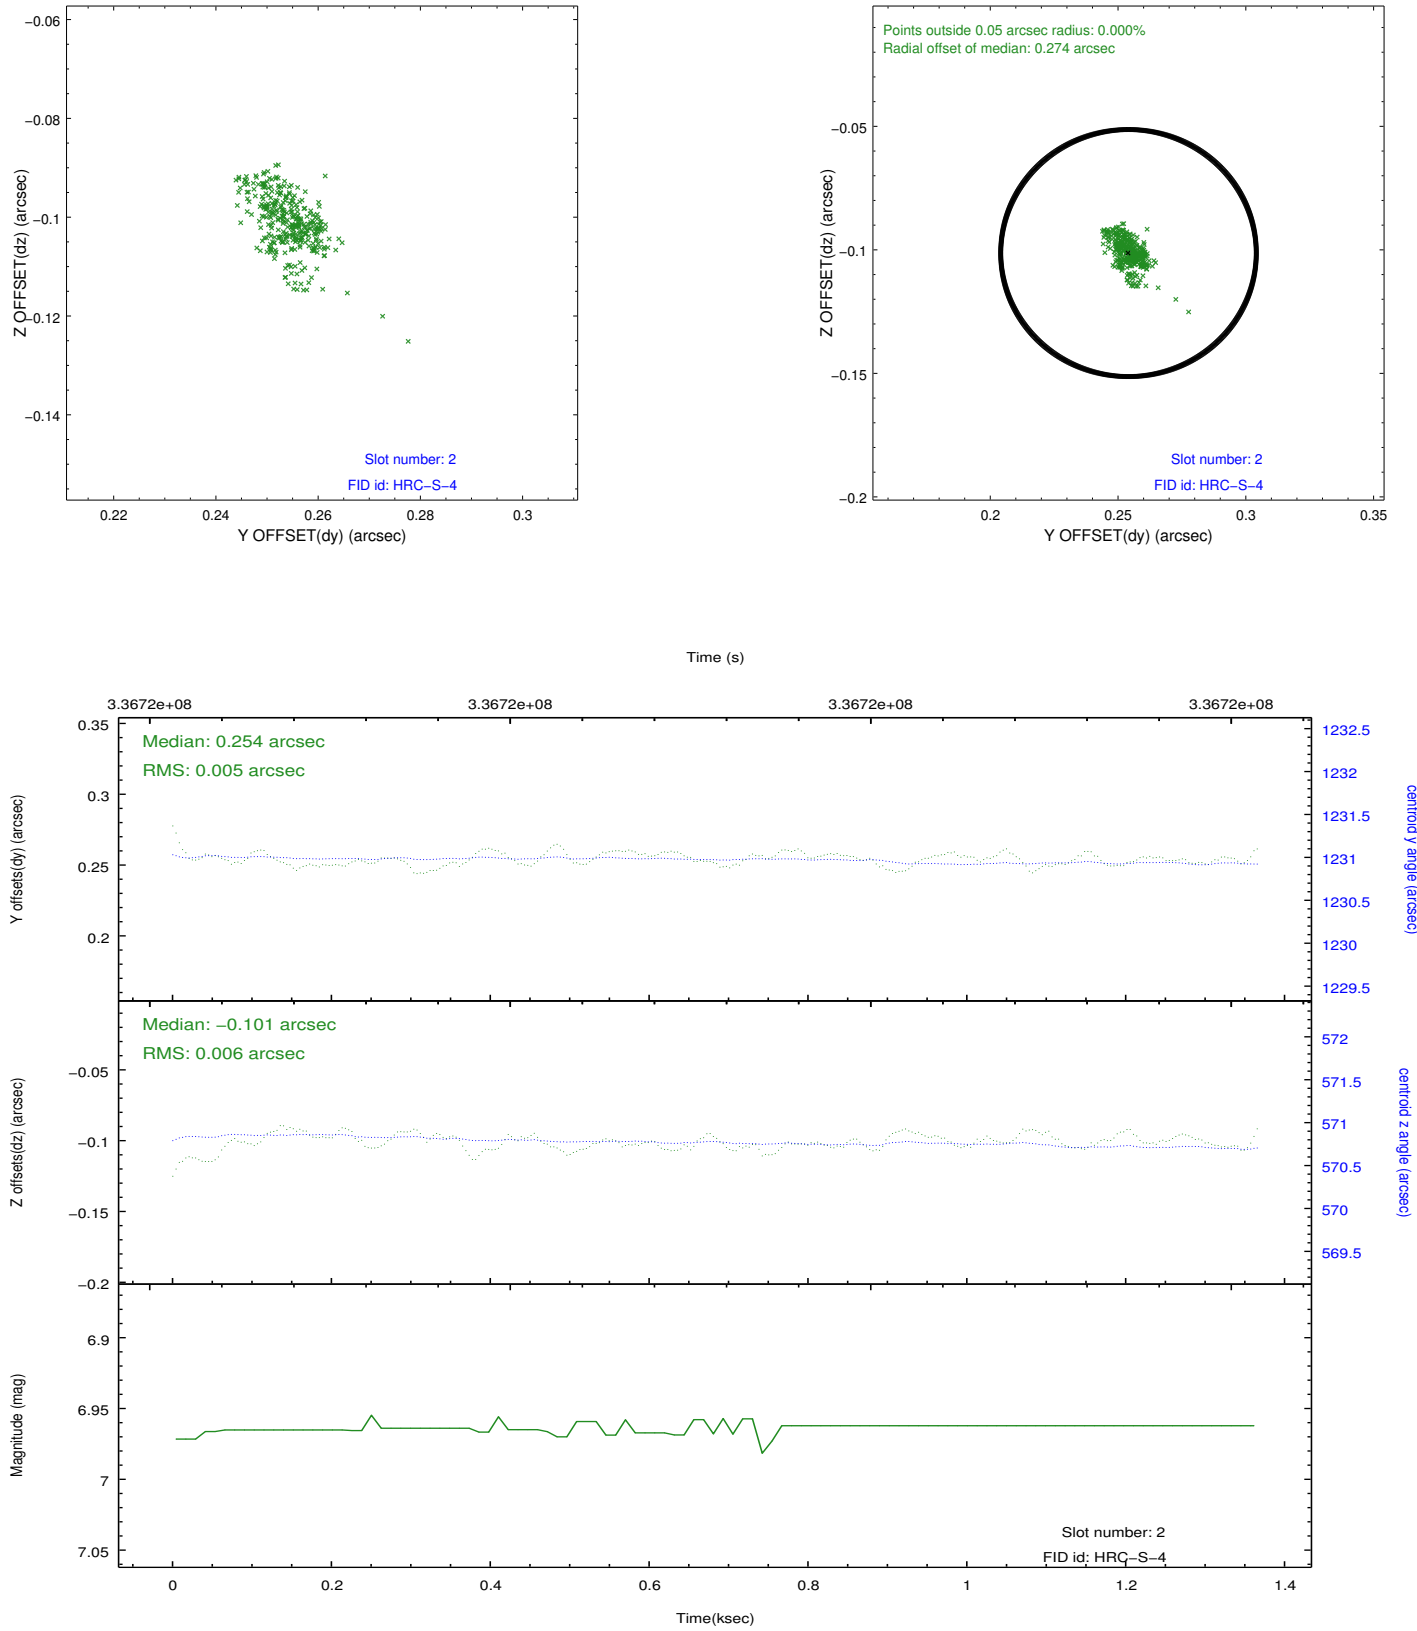 −0.06
−0.08
−0.1
−0.12
−0.14
Z OFFSET(dz) (arcsec)
Slot number: 2
FID id: HRC−S−4
0.22 0.24 0.26 0.28 0.3
Y OFFSET(dy) (arcsec)
Points outside 0.05 arcsec radius: 0.000%
Radial offset of median: 0.274 arcsec
−0.05
−0.1
−0.15
−0.2
Z OFFSET(dz) (arcsec)
Slot number: 2
FID id: HRC−S−4
0.2 0.25 0.3 0.35
Y OFFSET(dy) (arcsec)
Time (s)
3.3672e+08 3.3672e+08 3.3672e+08 3.3672e+08
Median: 0.254 arcsec
RMS: 0.005 arcsec
0.35
0.3
0.25
0.2
Y offsets(dy) (arcsec)
1232.5
1232
1231.5
1231
1230.5
1230
1229.5
centroid y angle (arcsec)
Median: −0.101 arcsec
RMS: 0.006 arcsec
−0.05
−0.1
−0.15
−0.2
Z offsets(dz) (arcsec)
572
571.5
571
570.5
570
569.5
centroid z angle (arcsec)
6.9
6.95
7
7.05
Magnitude (mag)
Slot number: 2
FID id: HRC−S−4
0 0.2 0.4 0.6 0.8 1 1.2 1.4
Time(ksec)